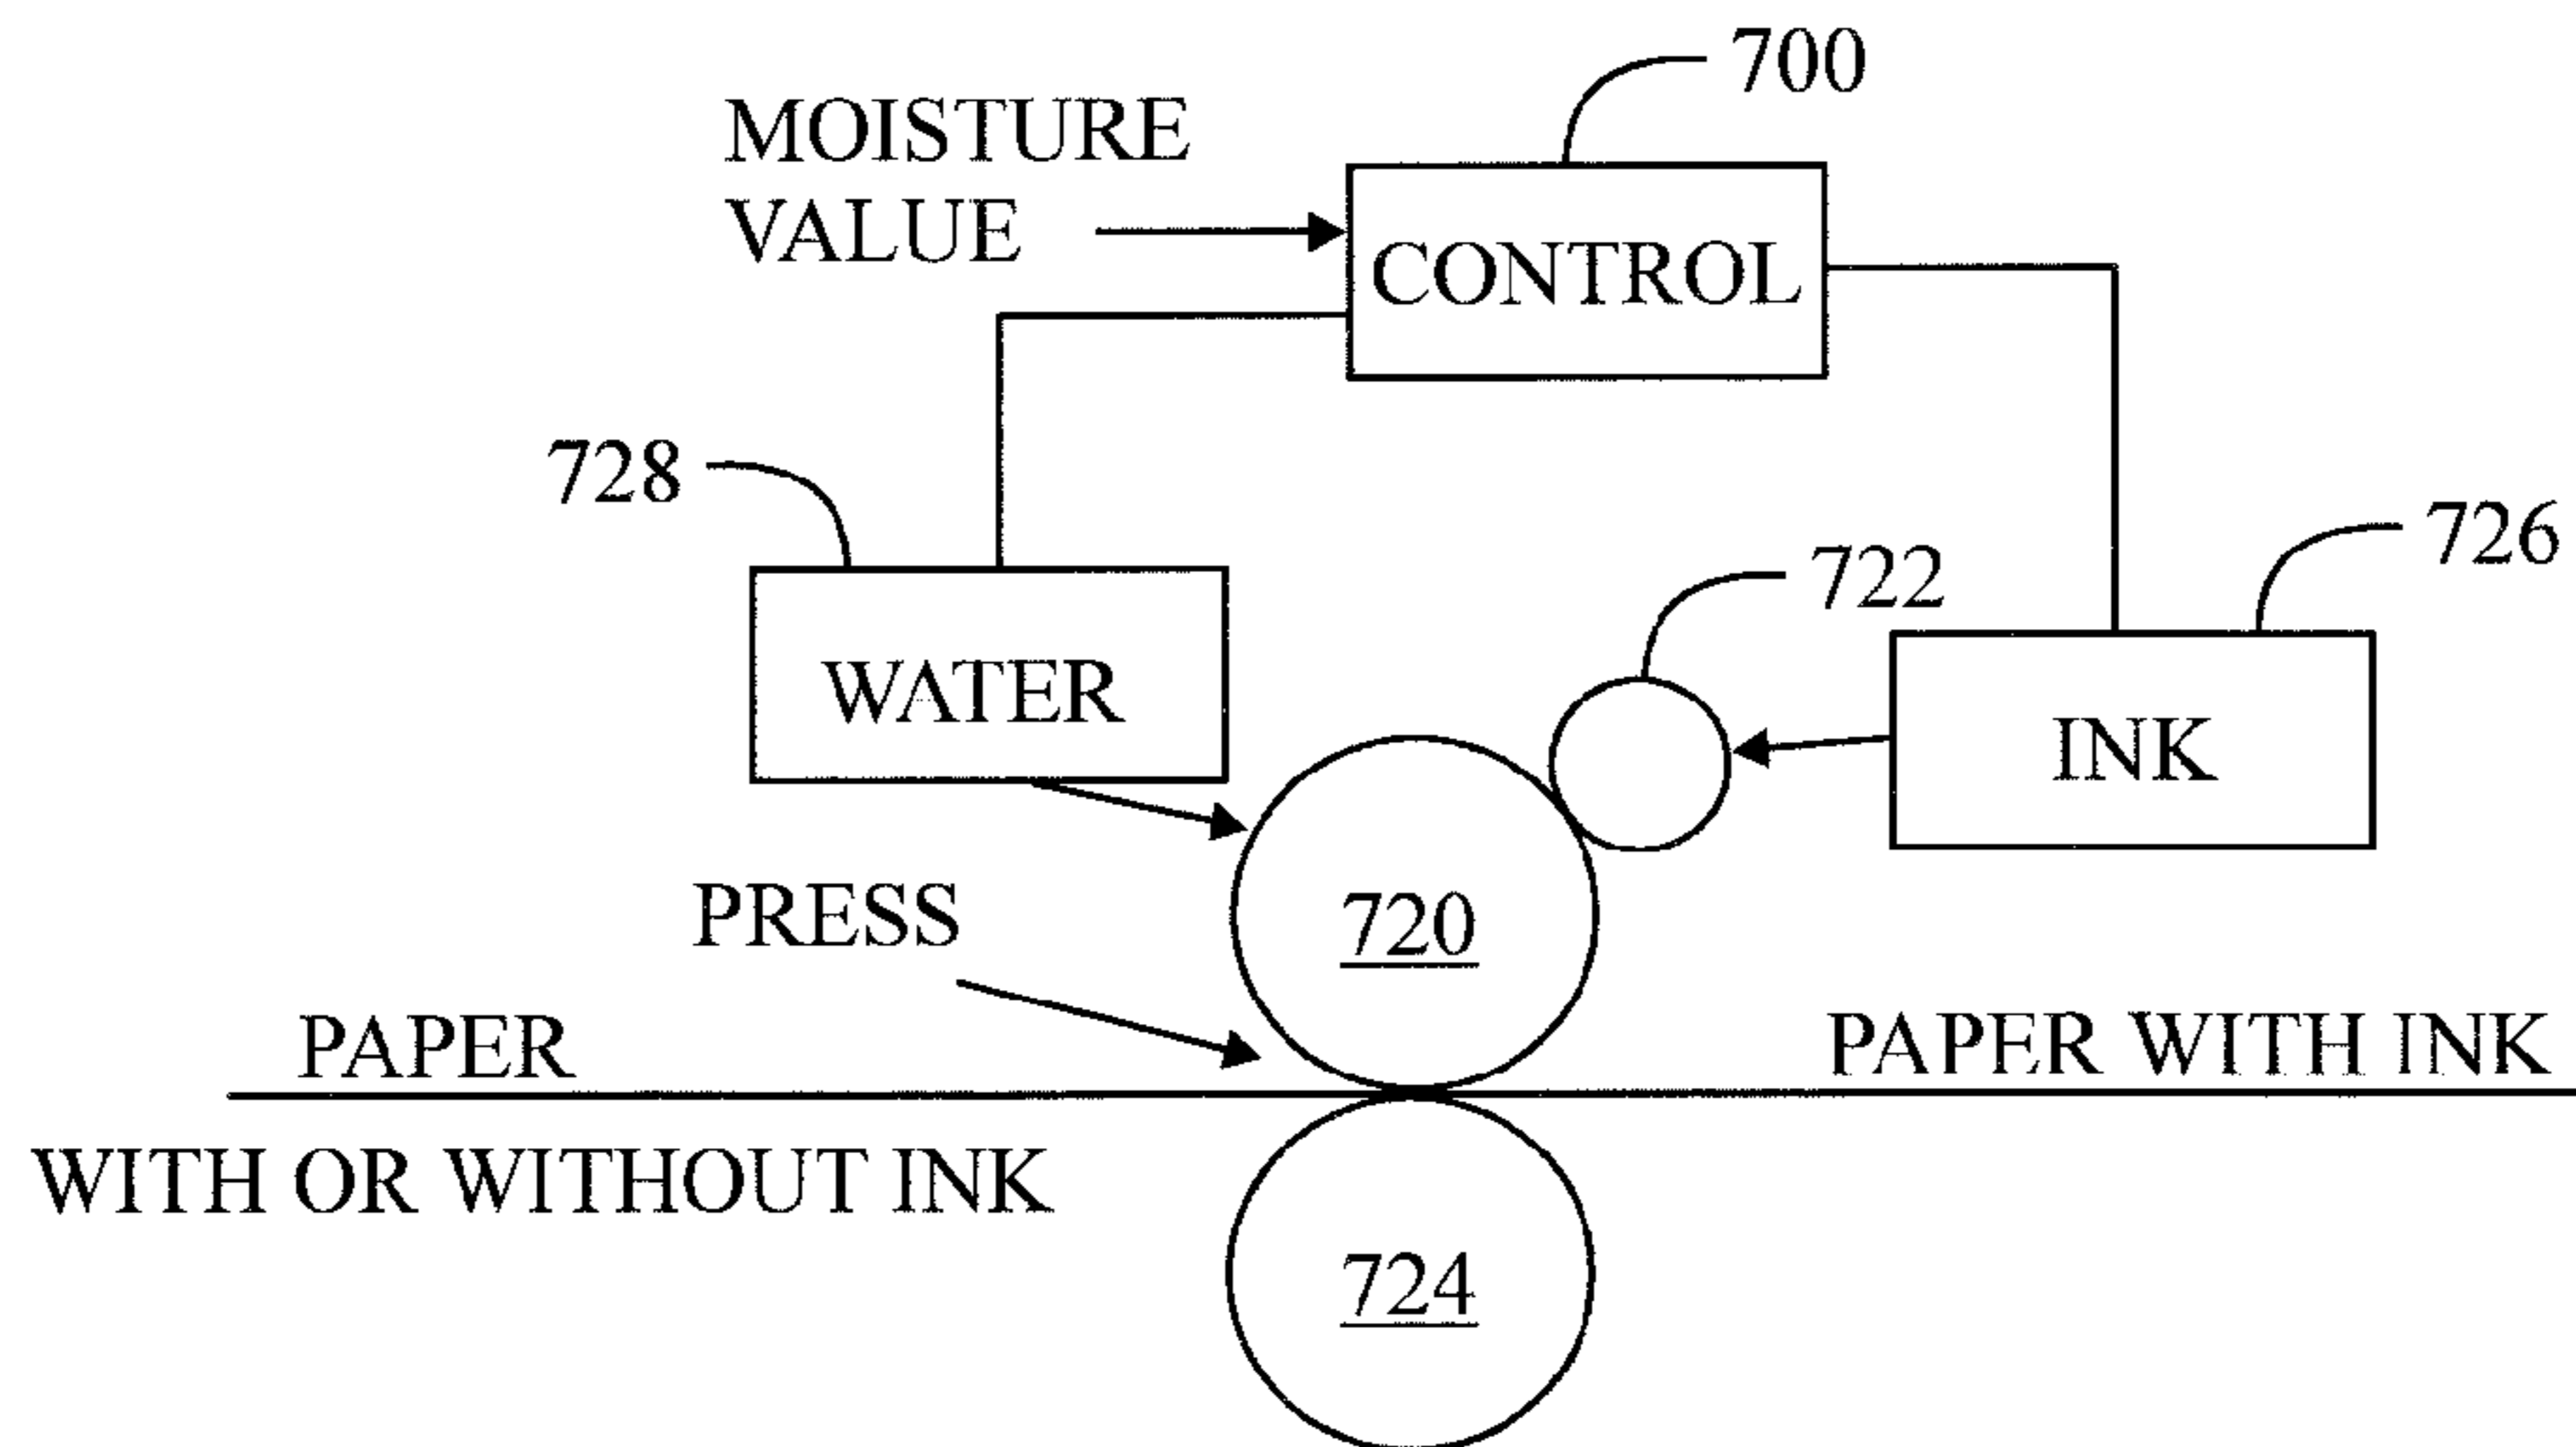 700
MOISTURE
VALUE
CONTROL
728
726
722
WATER
INK
PRESS
720
PAPER
PAPER WITH INK
WITH OR WITHOUT INK
724